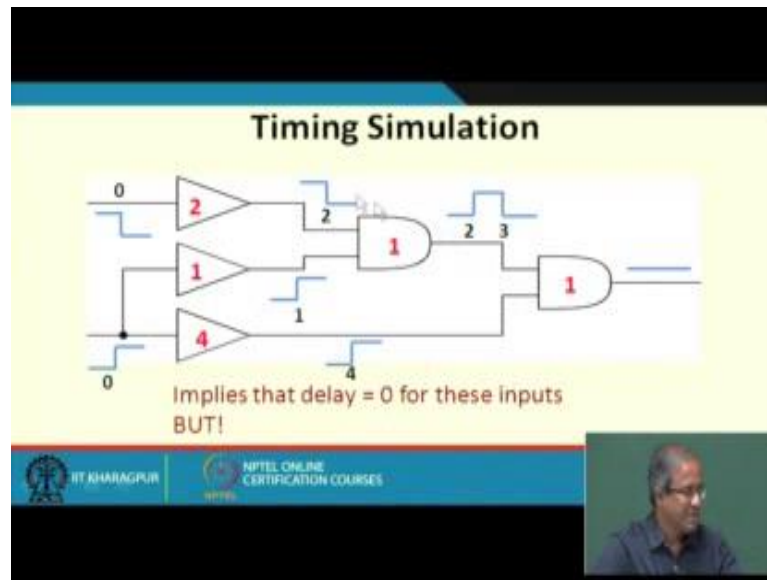 Timing Simulation
0
2
2
1
2 3
1
1
1
4
0
4
Implies that delay = 0 for these inputs
BUT!
IIT KHARAGPUR
NPTEL
NPTEL ONLINE
CERTIFICATION COURSES